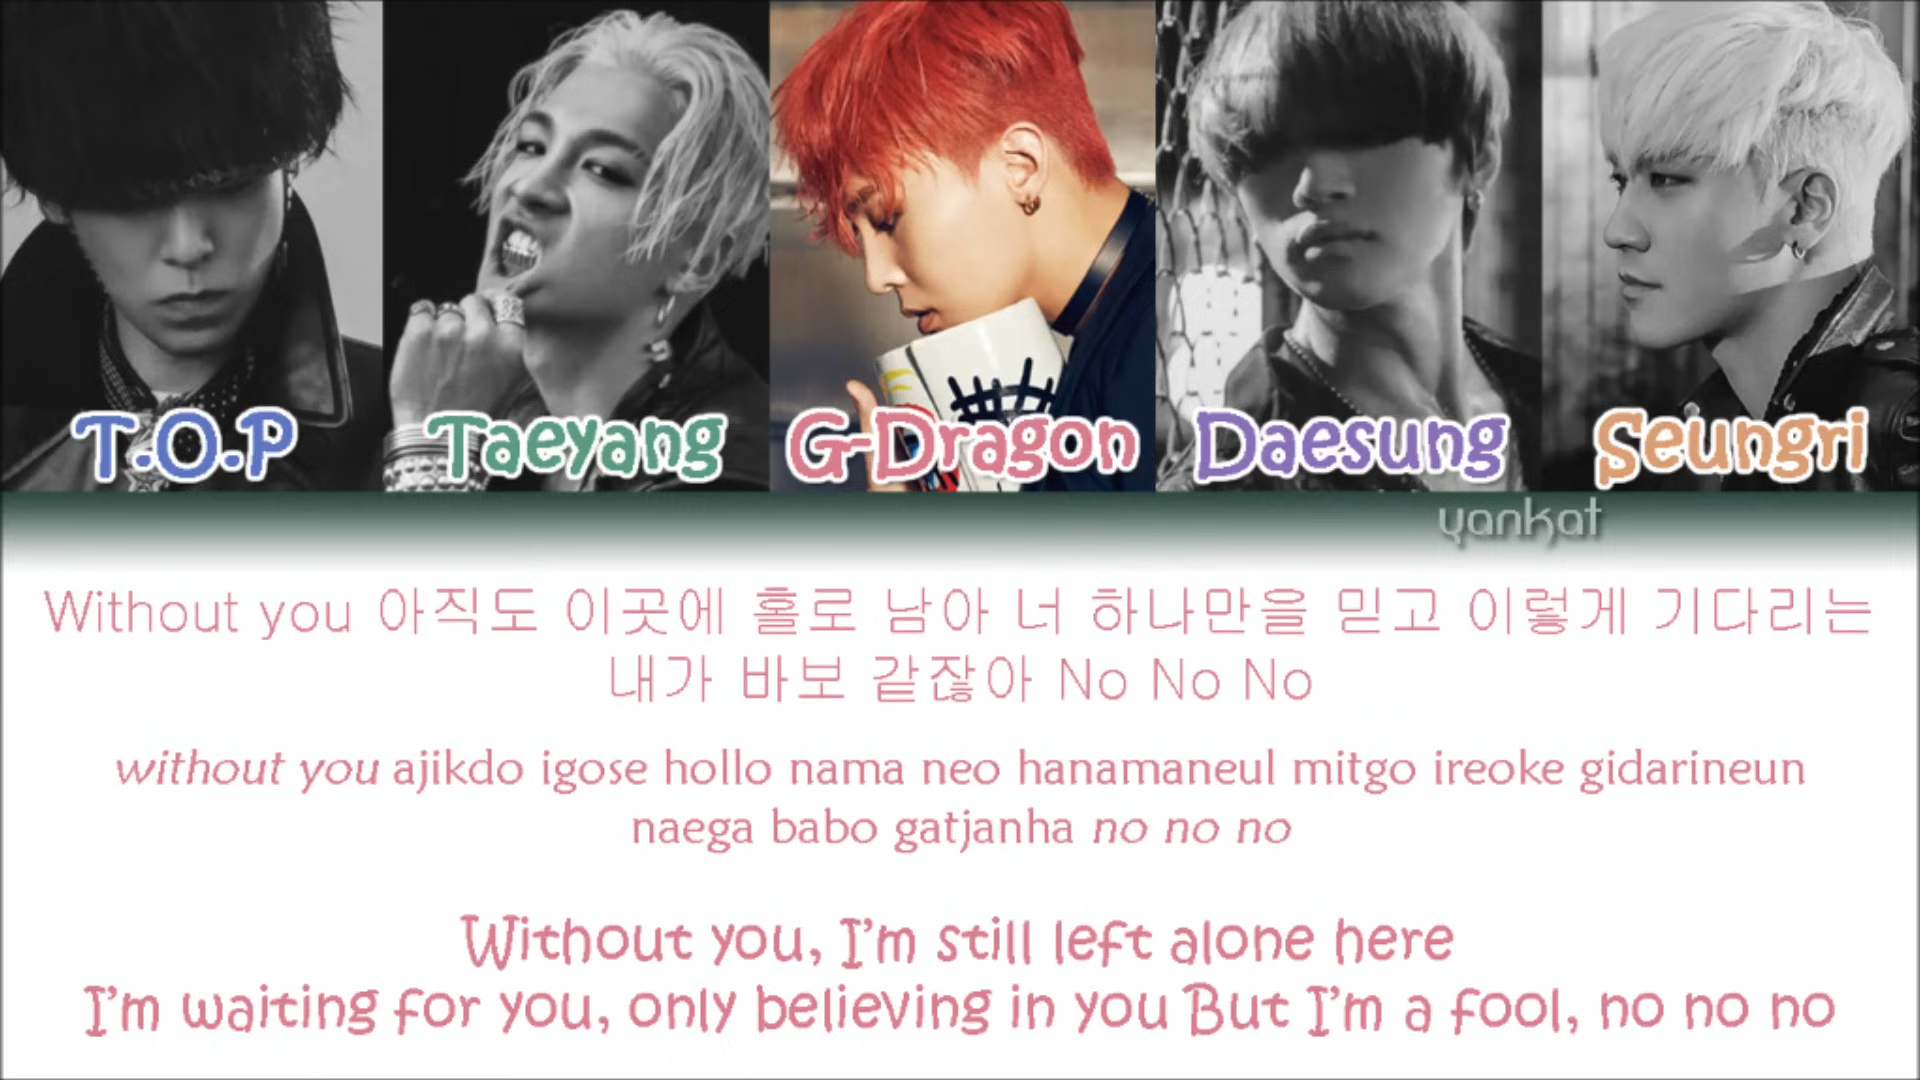 T.O.P
Taeyang
G-Dragon
Daesung
Seungri
yankat
Without you 아직도 이곳에 홀로 남아 너 하나만을 믿고 이렇게 기다리는
내가 바보 같잖아 No No No
without you ajikdo igose hollo nama neo hanamaneul mitgo ireoke gidarineun
naega babo gatjanha no no no
Without you, I'm still left alone here
I'm waiting for you, only believing in you But I'm a fool, no no no